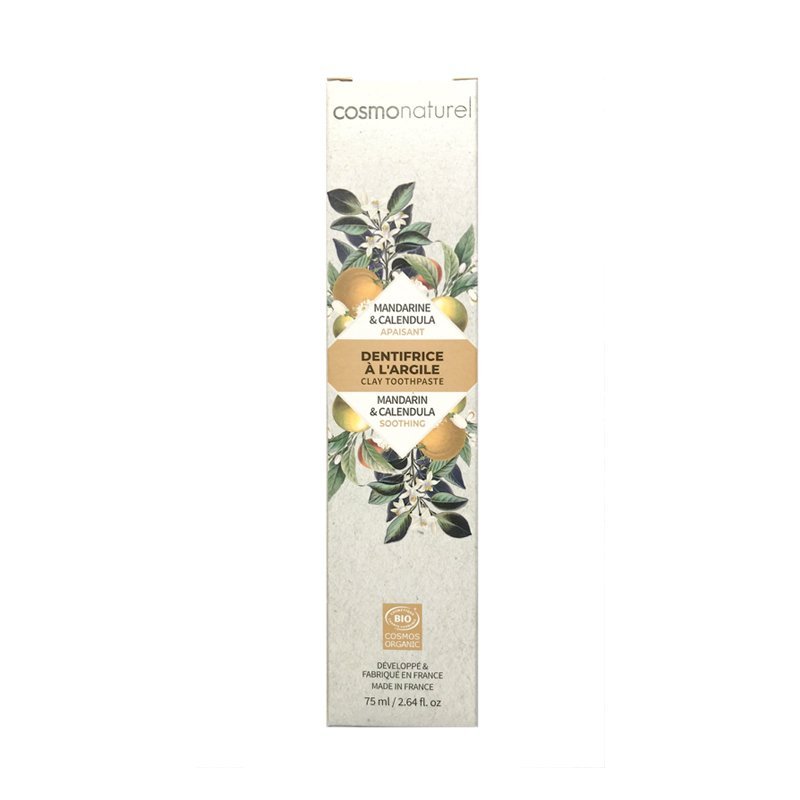 cosmonaturel
MANDARINE
& CALENDULA
APAISANT
DENTIFRICE
À L'ARGILE
CLAY TOOTHPASTE
MANDARIN
& CALENDULA
SOOTHING
BIO
COSMOS
ORGANIC
DÉVELOPPÉ &
FABRIQUÉ EN FRANCE
MADE IN FRANCE
75 ml / 2.64 fl. oz